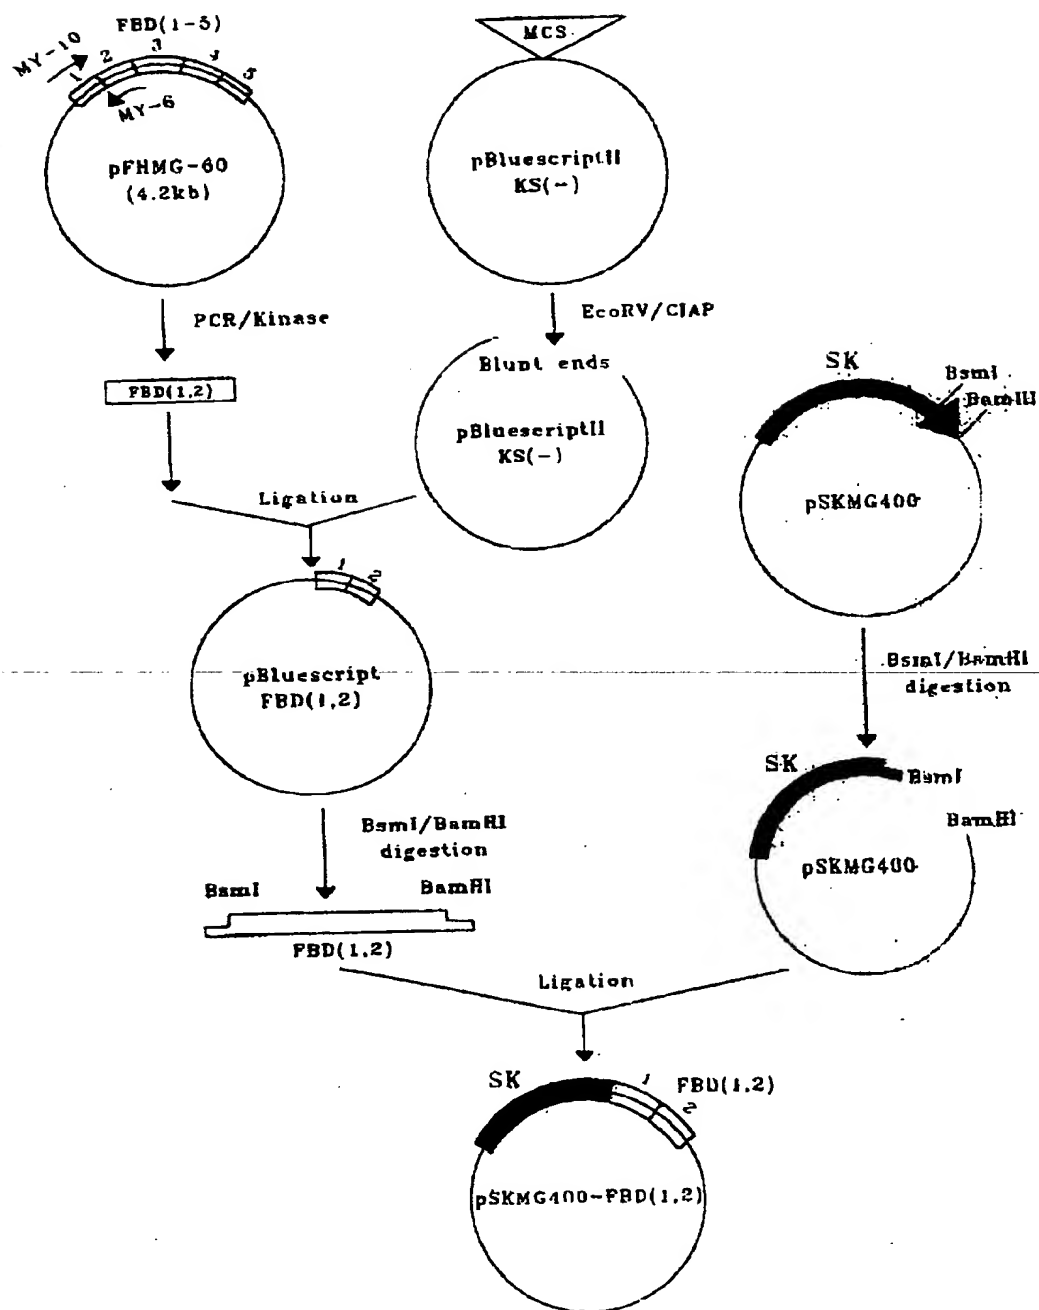 FBD(1-5)
MY-10
1 2 3 4 5
MY-6
pFHMG-60
(4.2kb)
MCS
pBluescriptII
KS(-)
PCR/Kinase
EcoRV/CIAP
FBD(1,2)
Blunt ends
pBluescriptII
KS(-)
SK
BsmI
BamHI
pSKMG400
Ligation
1 2
pBluescript
FBD(1,2)
BsmI/BamHI
digestion
BsmI/BamHI
digestion
BsmI
BamHI
FBD(1,2)
SK
BsmI
BamHI
pSKMG400
Ligation
SK
1 2
FBD(1,2)
pSKMG400-FBD(1,2)